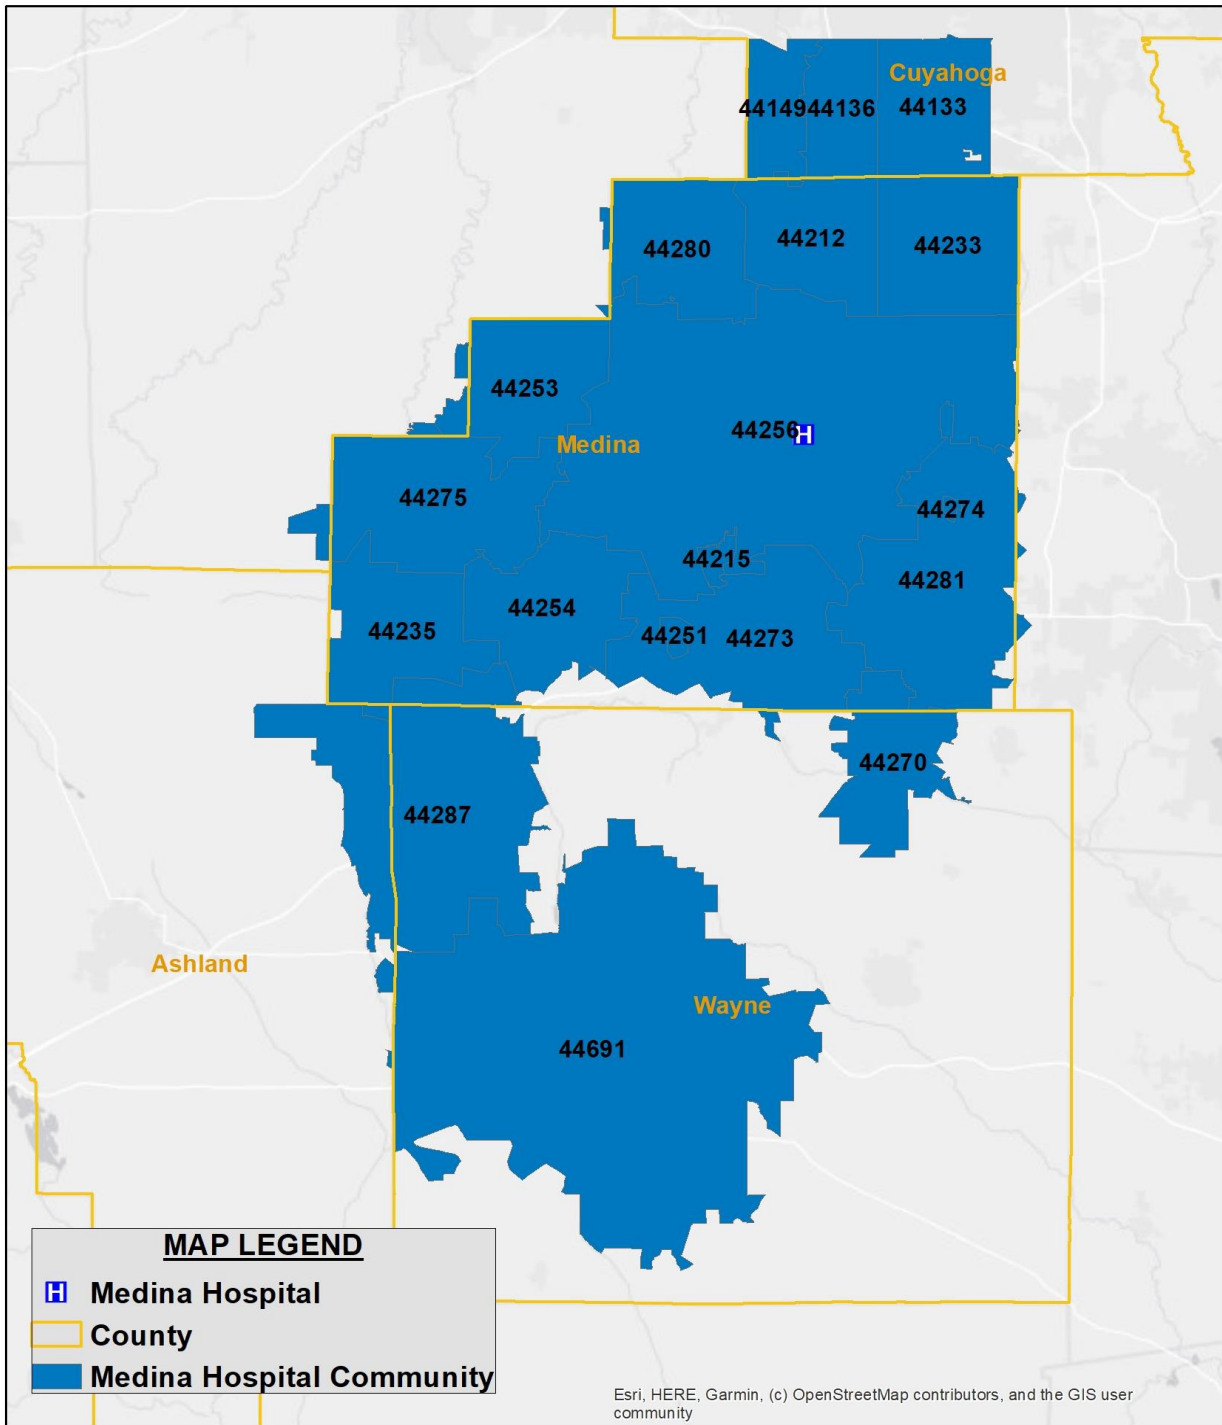 Cuyahoga
44149 44136 44133
44280 44212 44233
44253
44256 H
Medina
44275
44274
44215
44281
44254
44235
44251 44273
44270
44287
Ashland
Wayne
44691
MAP LEGEND
H Medina Hospital
County
Medina Hospital Community
Esri, HERE, Garmin, (c) OpenStreetMap contributors, and the GIS user
community